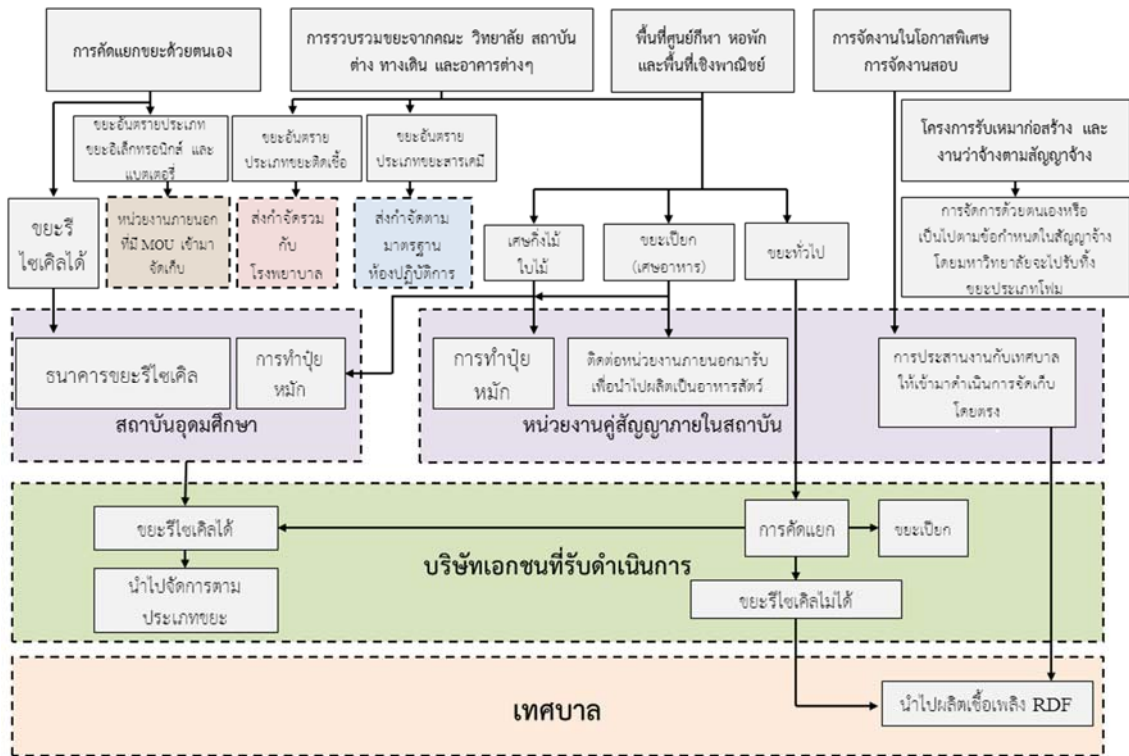 การคัดแยกขยะด้วยตนเอง
การรวบรวมขยะจากคณะ วิทยาลัย สถาบัน
ต่าง ทางเดิน และอาคารต่างๆ
พื้นที่ศูนย์กีฬา หอพัก
และพื้นที่เชิงพาณิชย์
การจัดงานในโอกาสพิเศษ
การจัดงานสอบ
โครงการรับเหมาก่อสร้าง และ
งานว่าจ้างตามสัญญาจ้าง
ขยะอันตรายประเภท
ขยะอิเล็กทรอนิกส์ และ
แบตเตอรี่
ขยะอันตราย
ประเภทขยะติดเชื้อ
ขยะอันตราย
ประเภทขยะสารเคมี
ขยะรี
ไซเคิลได้
หน่วยงานภายนอก
ที่มี MOU เข้ามา
จัดเก็บ
ส่งกำจัดรวม
กับ
โรงพยาบาล
ส่งกำจัดตาม
มาตรฐาน
ห้องปฏิบัติการ
เศษกิ่งไม้
ใบไม้
ขยะเปียก
(เศษอาหาร)
ขยะทั่วไป
การจัดการด้วยตนเองหรือ
เป็นไปตามข้อกำหนดในสัญญาจ้าง
โดยมหาวิทยาลัยจะไปรับทิ้ง
ขยะประเภทโฟม
ธนาคารขยะรีไซเคิล
การทำปุ๋ย
หมัก
สถาบันอุดมศึกษา
การทำปุ๋ย
หมัก
ติดต่อหน่วยงานภายนอกมารับ
เพื่อนำไปผลิตเป็นอาหารสัตว์
การประสานงานกับเทศบาล
ให้เข้ามาดำเนินการจัดเก็บ
โดยตรง
หน่วยงานคู่สัญญาภายในสถาบัน
ขยะรีไซเคิลได้
การคัดแยก
ขยะเปียก
บริษัทเอกชนที่รับดำเนินการ
นำไปจัดการตาม
ประเภทขยะ
ขยะรีไซเคิลไม่ได้
เทศบาล
นำไปผลิตเชื้อเพลิง RDF